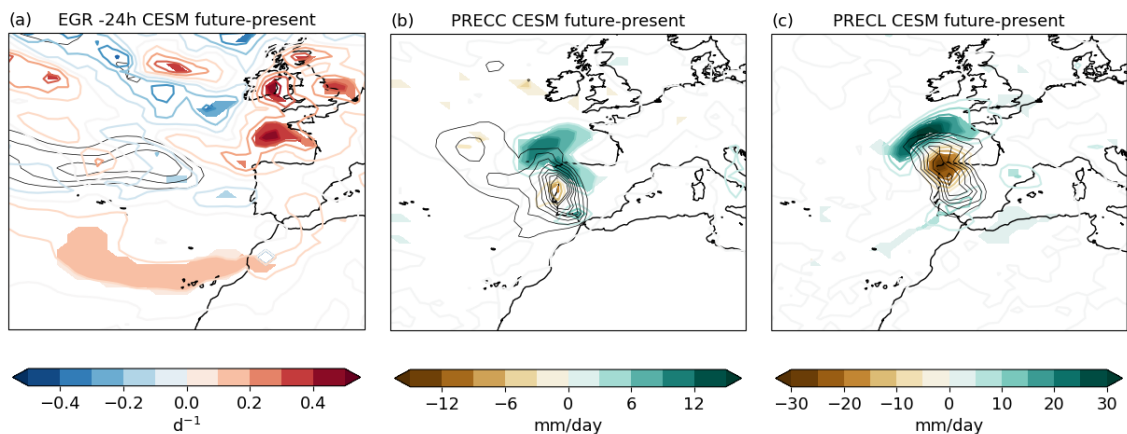 (a) EGR -24h CESM future-present
(b) PRECC CESM future-present
(c) PRECL CESM future-present
−0.4 −0.2 0.0 0.2 0.4
d⁻¹
−12 −6 0 6 12
mm/day
−30 −20 −10 0 10 20 30
mm/day